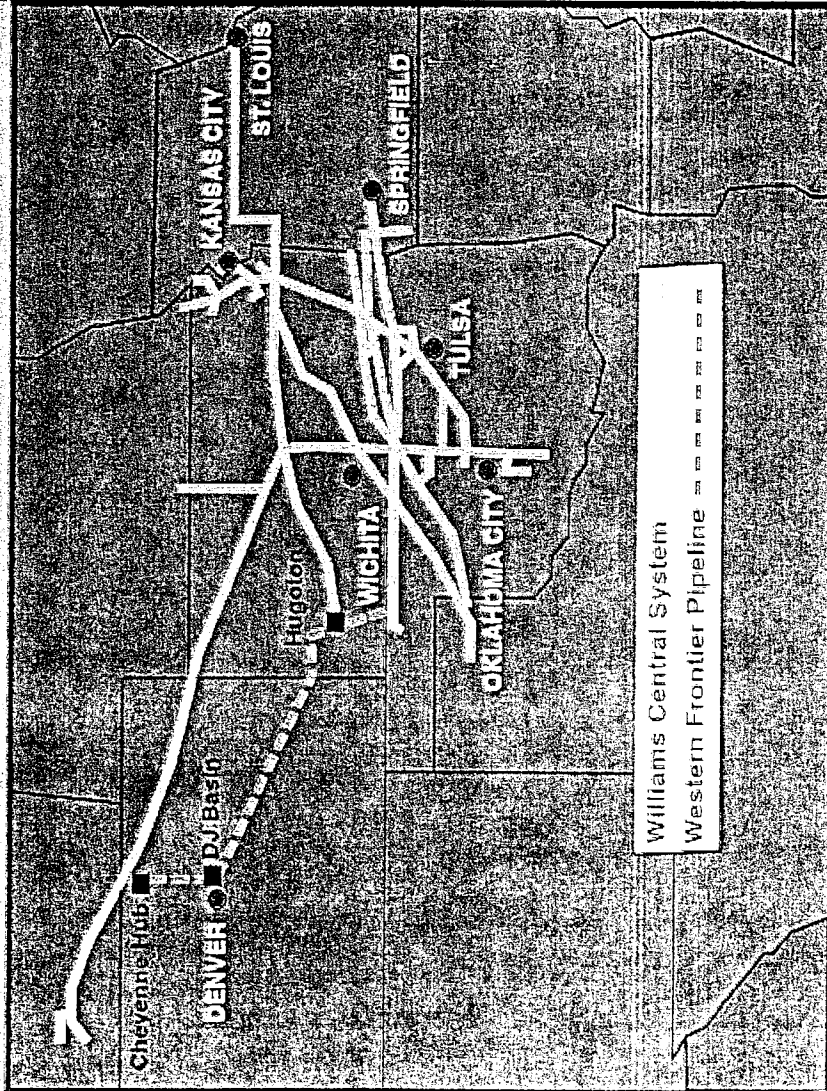 Cheyenne Hub
DJ Basin
DENVER
Hugoton
WICHITA
KANSAS CITY
ST. LOUIS
SPRINGFIELD
TULSA
OKLAHOMA CITY
Williams Central System
Western Frontier Pipeline